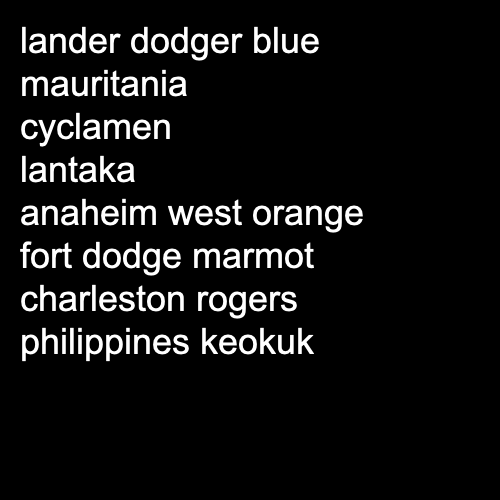 lander dodger blue
mauritania
cyclamen
lantaka
anaheim west orange
fort dodge marmot
charleston rogers
philippines keokuk